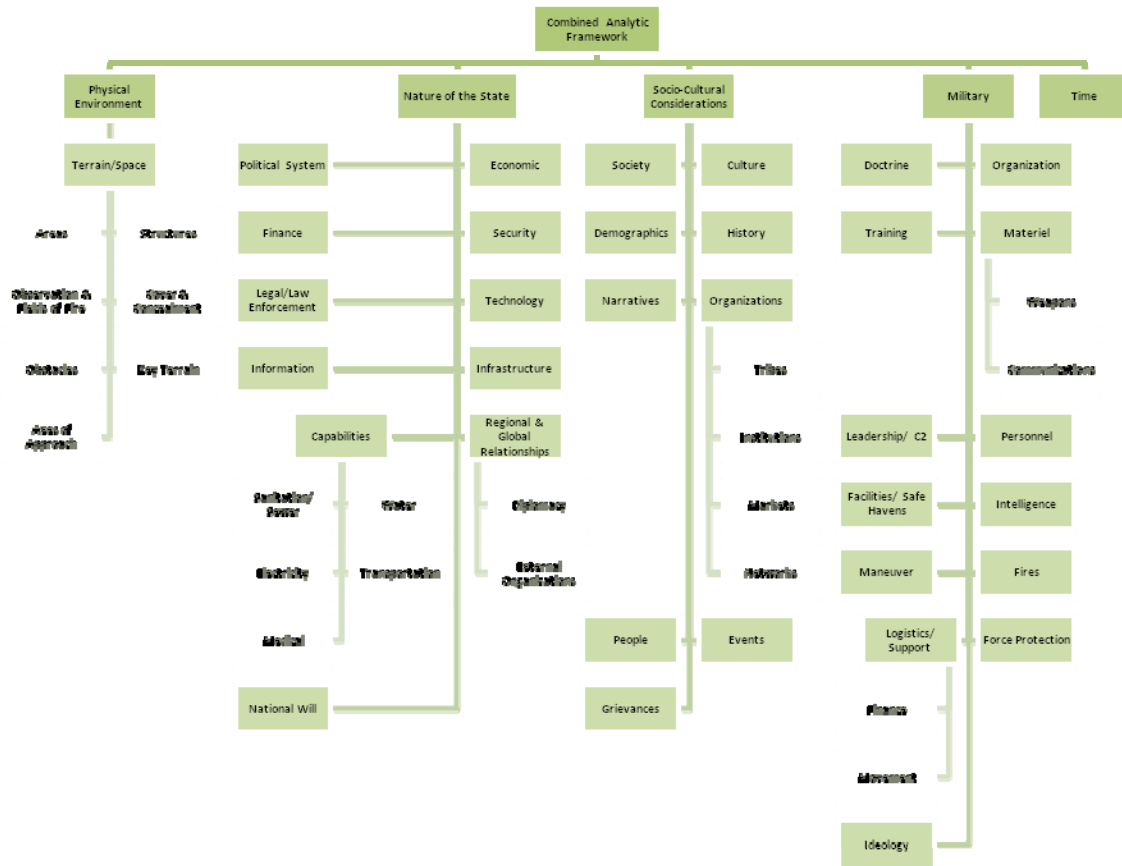 Combined Analytic
Framework
Physical
Environment
Nature of the State
Socio-Cultural
Considerations
Military
Time
Terrain/Space
Political System
Economic
Society
Culture
Doctrine
Organization
Areas
Structures
Finance
Security
Demographics
History
Training
Materiel
Observation &
Fields of Fire
Cover &
Concealment
Legal/Law
Enforcement
Technology
Narratives
Organizations
Weapons
Obstacles
Key Terrain
Information
Infrastructure
Tribes
Communications
of
Approach
Capabilities
Regional &
Global
Relationships
Institutions
Leadership/ C2
Personnel
Sanitation/
Water
Diplomacy
Markets
Facilities/ Safe
Havens
Intelligence
Electricity
Transportation
External
Organizations
Networks
Maneuver
Fires
Medical
People
Events
Logistics/
Support
Force Protection
National Will
Grievances
Finance
Movement
Ideology